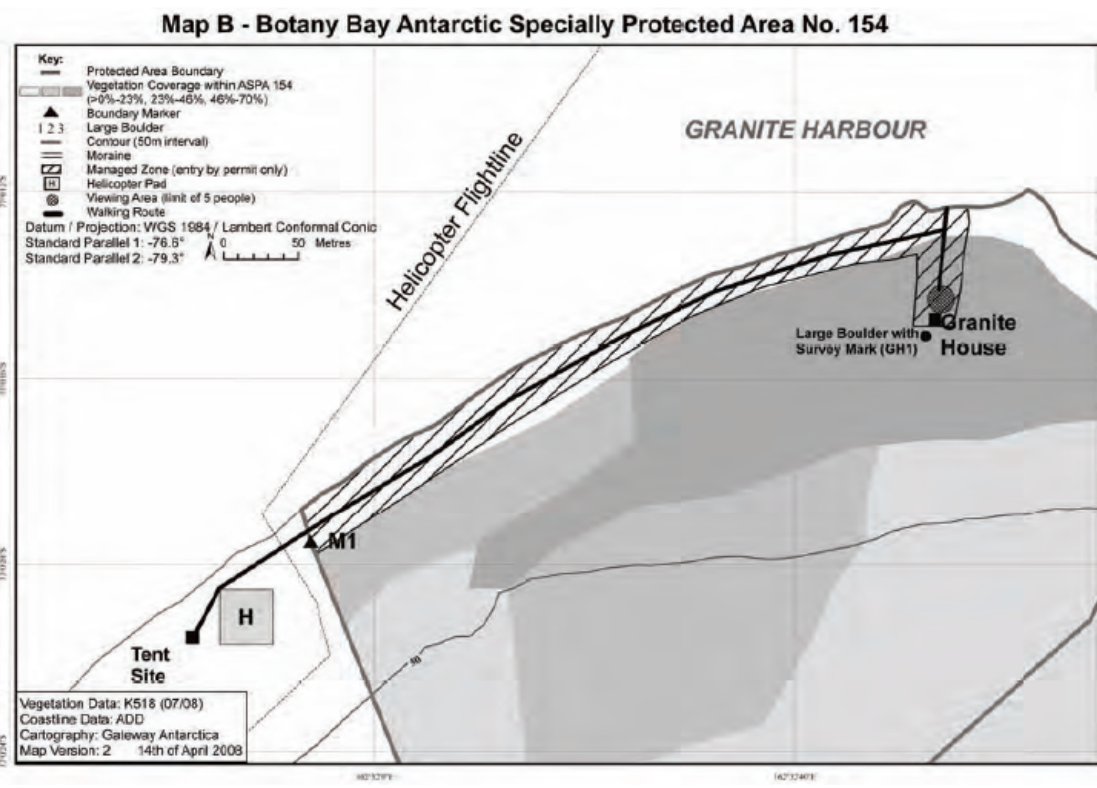 Map B - Botany Bay Antarctic Specially Protected Area No. 154
Key:
Protected Area Boundary
Vegetation Coverage within ASPA 154
(>0%-23%, 23%-46%, 46%-70%)
Boundary Marker
1 2 3 Large Boulder
Contour (50m interval)
Moraine
Managed Zone (entry by permit only)
H Helicopter Pad
Viewing Area (limit of 5 people)
Walking Route
Datum / Projection: WGS 1984 / Lambert Conformal Conic
Standard Parallel 1: -76.6°
Standard Parallel 2: -79.3°
N
0 50 Metres
GRANITE HARBOUR
Helicopter Flightline
Granite
House
Large Boulder with
Survey Mark (GH1)
M1
H
Tent
Site
50
Vegetation Data: K518 (07/08)
Coastline Data: ADD
Cartography: Gateway Antarctica
Map Version: 2 14th of April 2008